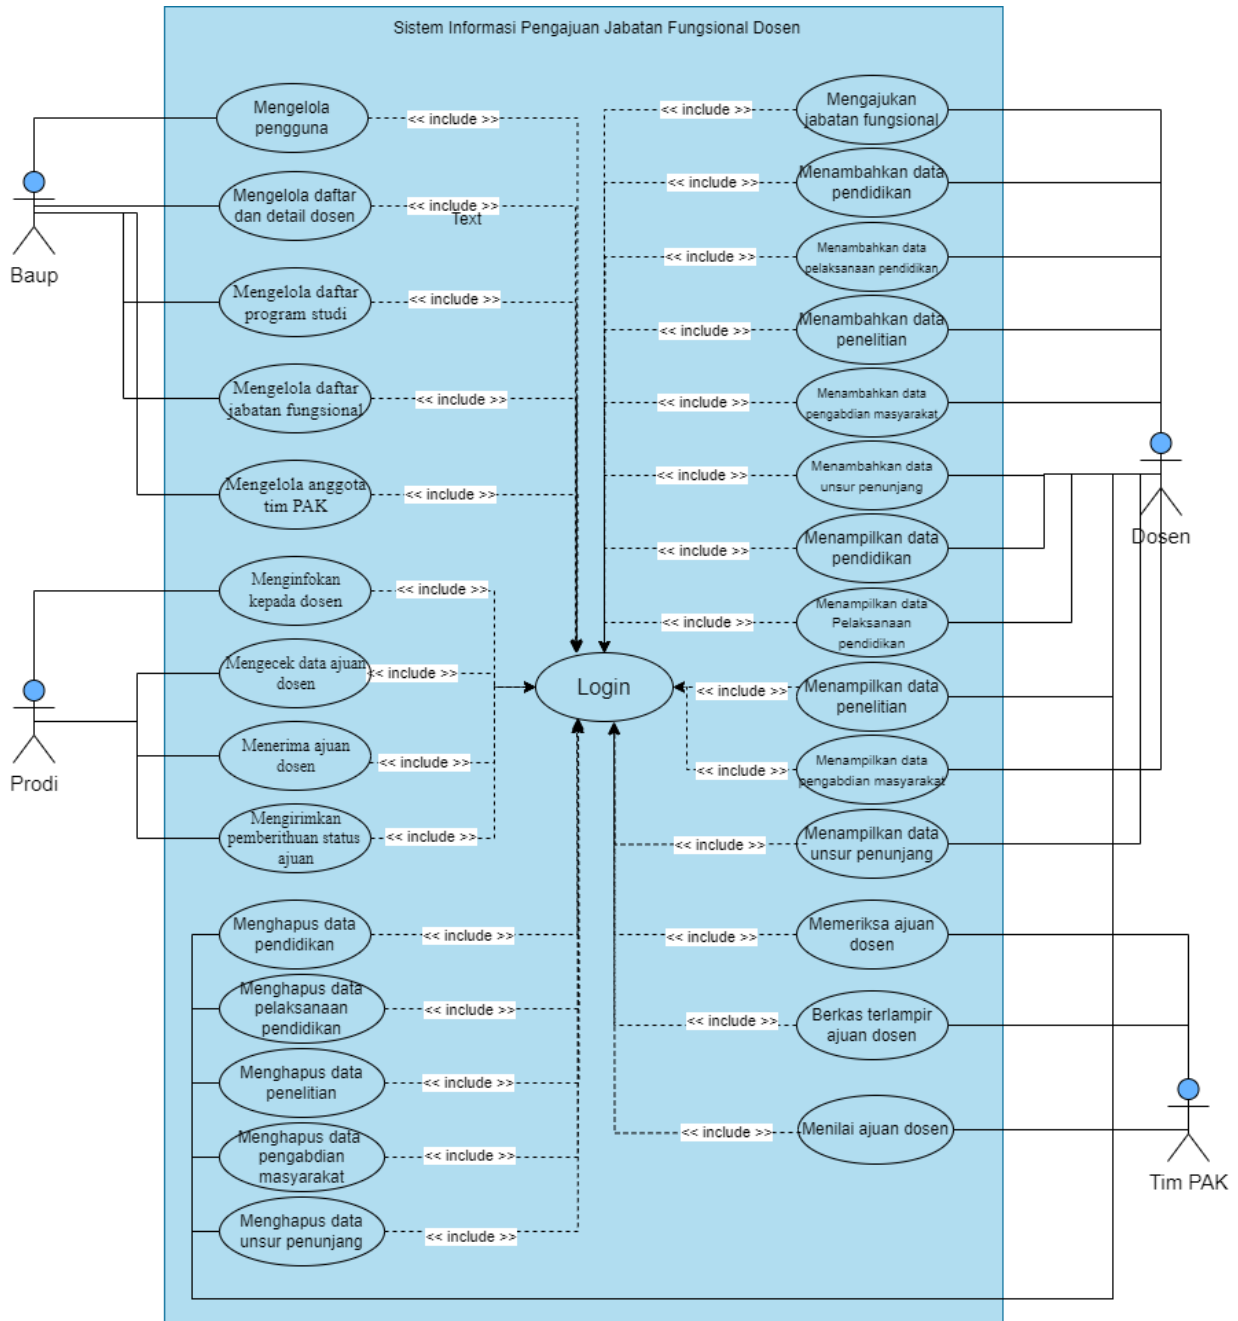 Sistem Informasi Pengajuan Jabatan Fungsional Dosen
Mengelola
pengguna
<< include >>
Mengelola daftar
dan detail dosen
<< include >>
Text
Mengelola daftar
program studi
<< include >>
Mengelola daftar
jabatan fungsional
<< include >>
Mengelola anggota
tim PAK
<< include >>
Baup
Menginfokan
kepada dosen
<< include >>
Mengecek data ajuan
dosen
<< include >>
Menerima ajuan
dosen
<< include >>
Mengirimkan
pemberithuan status
ajuan
<< include >>
Prodi
Menghapus data
pendidikan
<< include >>
Menghapus data
pelaksanaan
pendidikan
<< include >>
Menghapus data
penelitian
<< include >>
Menghapus data
pengabdian
masyarakat
<< include >>
Menghapus data
unsur penunjang
<< include >>
Login
<< include >>
Mengajukan
jabatan fungsional
<< include >>
Menambahkan data
pendidikan
<< include >>
Menambahkan data
pelaksanaan pendidikan
<< include >>
Menambahkan data
penelitian
<< include >>
Menambahkan data
pengabdian masyarakat
<< include >>
Menambahkan data
unsur penunjang
<< include >>
Menampilkan data
pendidikan
<< include >>
Menampilkan data
Pelaksanaan
pendidikan
<< include >>
Menampilkan data
penelitian
<< include >>
Menampilkan data
pengabdian masyarakat
<< include >>
Menampilkan data
unsur penunjang
Dosen
<< include >>
Memeriksa ajuan
dosen
<< include >>
Berkas terlampir
ajuan dosen
<< include >>
Menilai ajuan dosen
Tim PAK